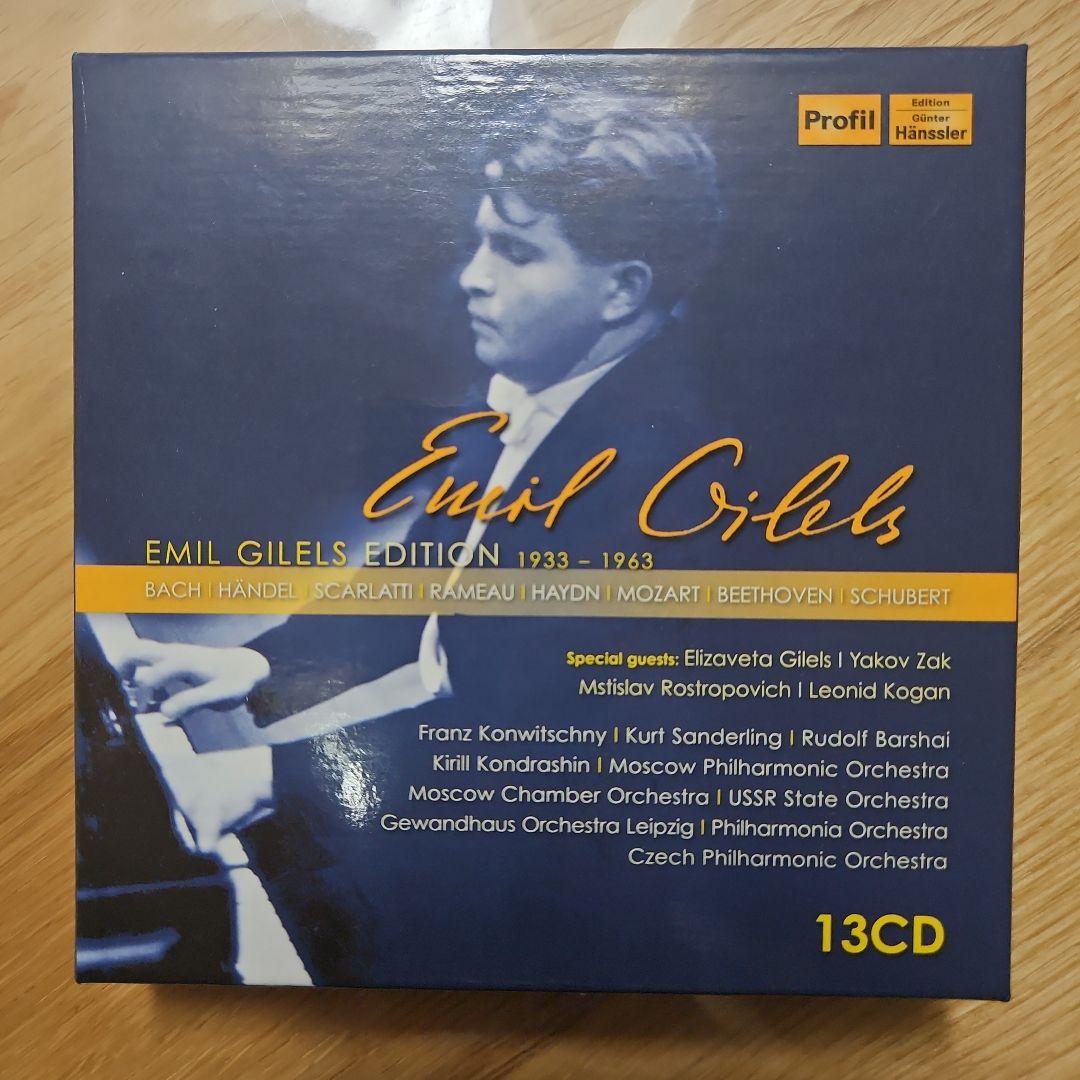 Profil
Edition
Günter
Hänssler
Emil Gilels
EMIL GILELS EDITION 1933 – 1963
BACH | HÄNDEL | SCARLATTI | RAMEAU | HAYDN | MOZART | BEETHOVEN | SCHUBERT
Special guests: Elizaveta Gilels | Yakov Zak
Mstislav Rostropovich | Leonid Kogan
Franz Konwitschny | Kurt Sanderling | Rudolf Barshai
Kirill Kondrashin | Moscow Philharmonic Orchestra
Moscow Chamber Orchestra | USSR State Orchestra
Gewandhaus Orchestra Leipzig | Philharmonia Orchestra
Czech Philharmonic Orchestra
13CD